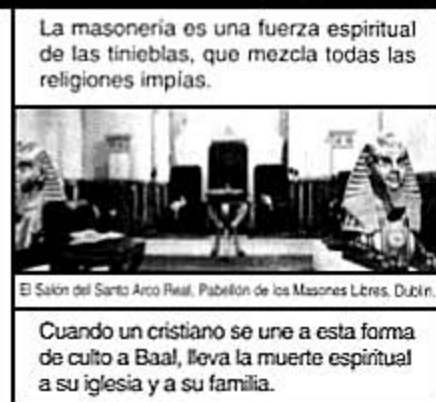 La masonería es una fuerza espiritual
de las tinieblas, que mezcla todas las
religiones impías.
El Salón del Santo Arco Real, Pabellón de los Masones Libres, Dublin.
Cuando un cristiano se une a esta forma
de culto a Baal, lleva la muerte espiritual
a su iglesia y a su familia.